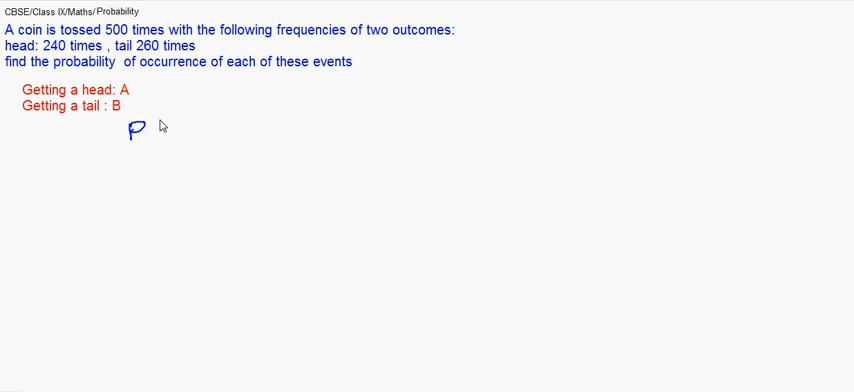 CBSE/Class IX/Maths/Probability
A coin is tossed 500 times with the following frequencies of two outcomes:
head: 240 times , tail 260 times
find the probability of occurrence of each of these events
Getting a head: A
Getting a tail : B
P